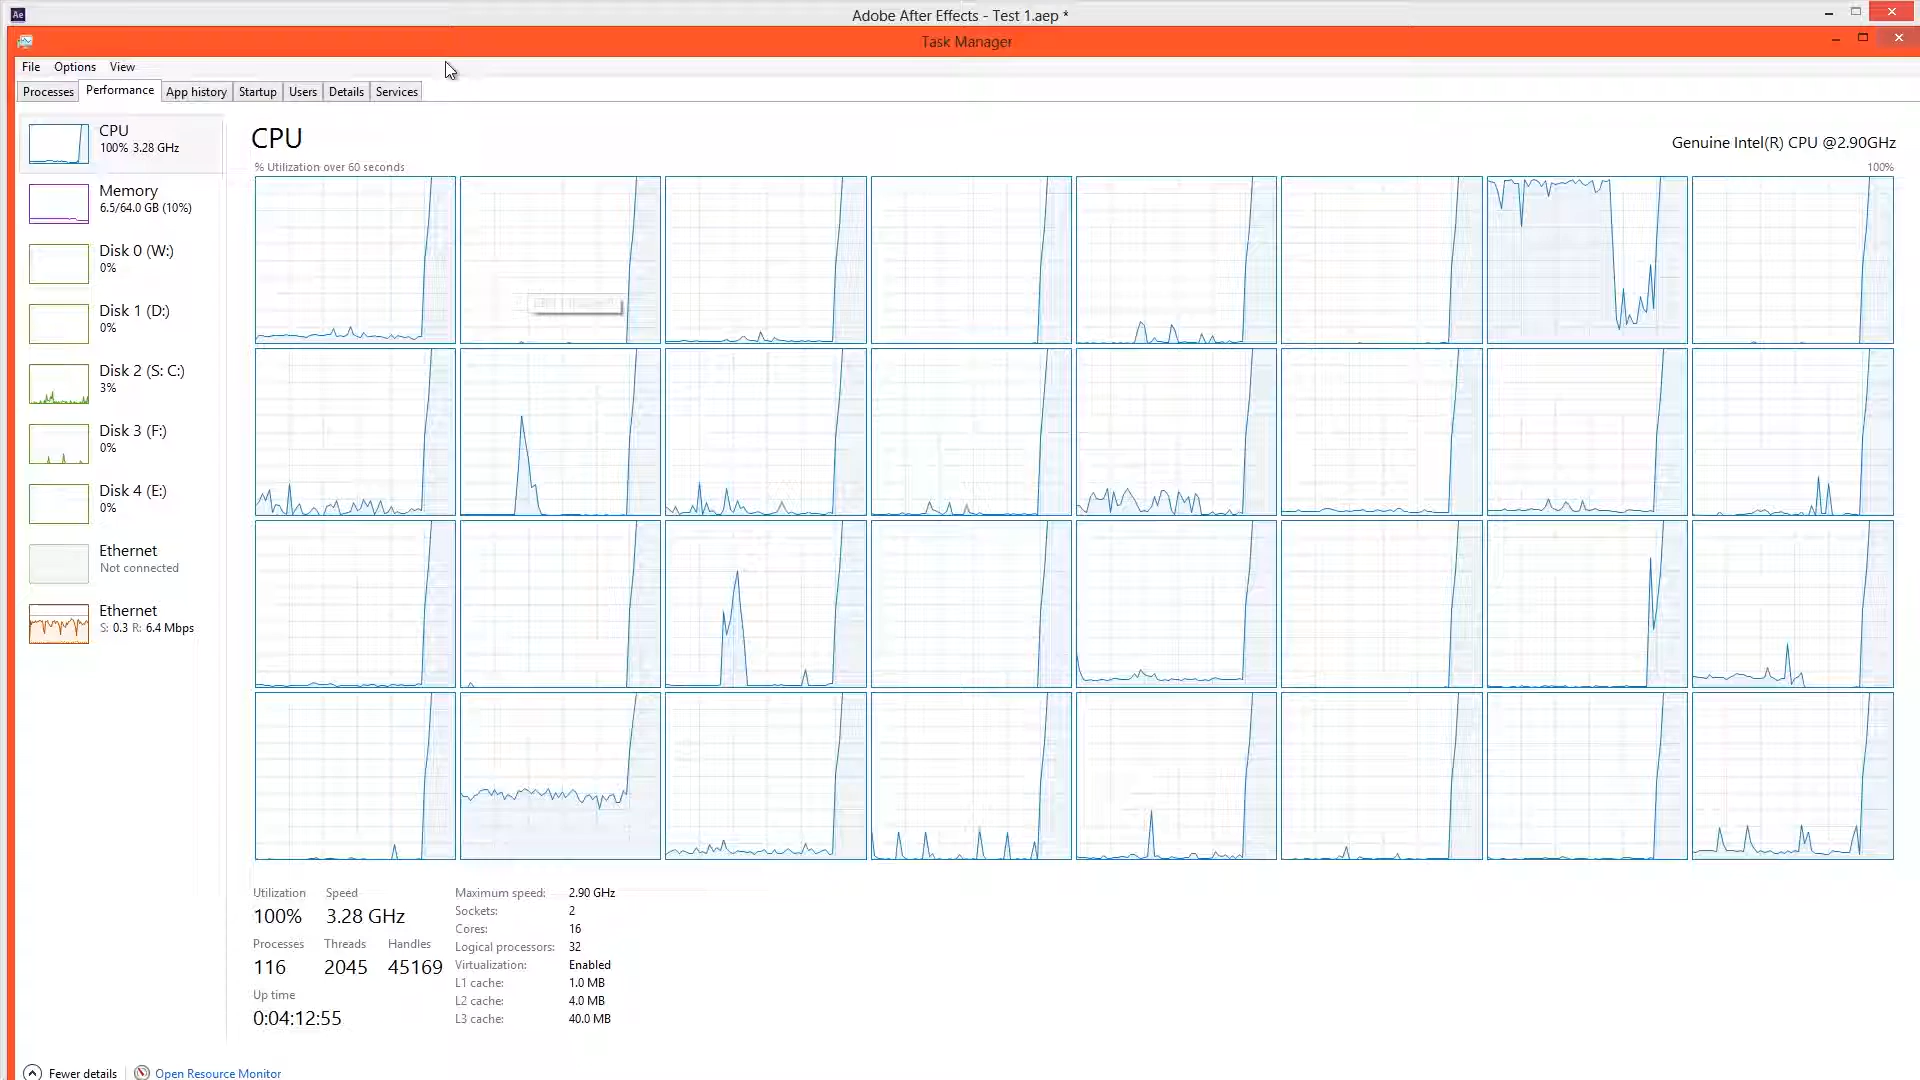 Ae
Adobe After Effects - Test 1.aep *
Task Manager
File Options View
Processes Performance App history Startup Users Details Services
CPU
100% 3.28 GHz
Memory
6.5/64.0 GB (10%)
Disk 0 (W:)
0%
Disk 1 (D:)
0%
Disk 2 (S: C:)
3%
Disk 3 (F:)
0%
Disk 4 (E:)
0%
Ethernet
Not connected
Ethernet
S: 0.3 R: 6.4 Mbps
CPU
Genuine Intel(R) CPU @2.90GHz
% Utilization over 60 seconds
100%
Utilization Speed
100% 3.28 GHz
Processes Threads Handles
116 2045 45169
Up time
0:04:12:55
Maximum speed: 2.90 GHz
Sockets: 2
Cores: 16
Logical processors: 32
Virtualization: Enabled
L1 cache: 1.0 MB
L2 cache: 4.0 MB
L3 cache: 40.0 MB
Fewer details Open Resource Monitor